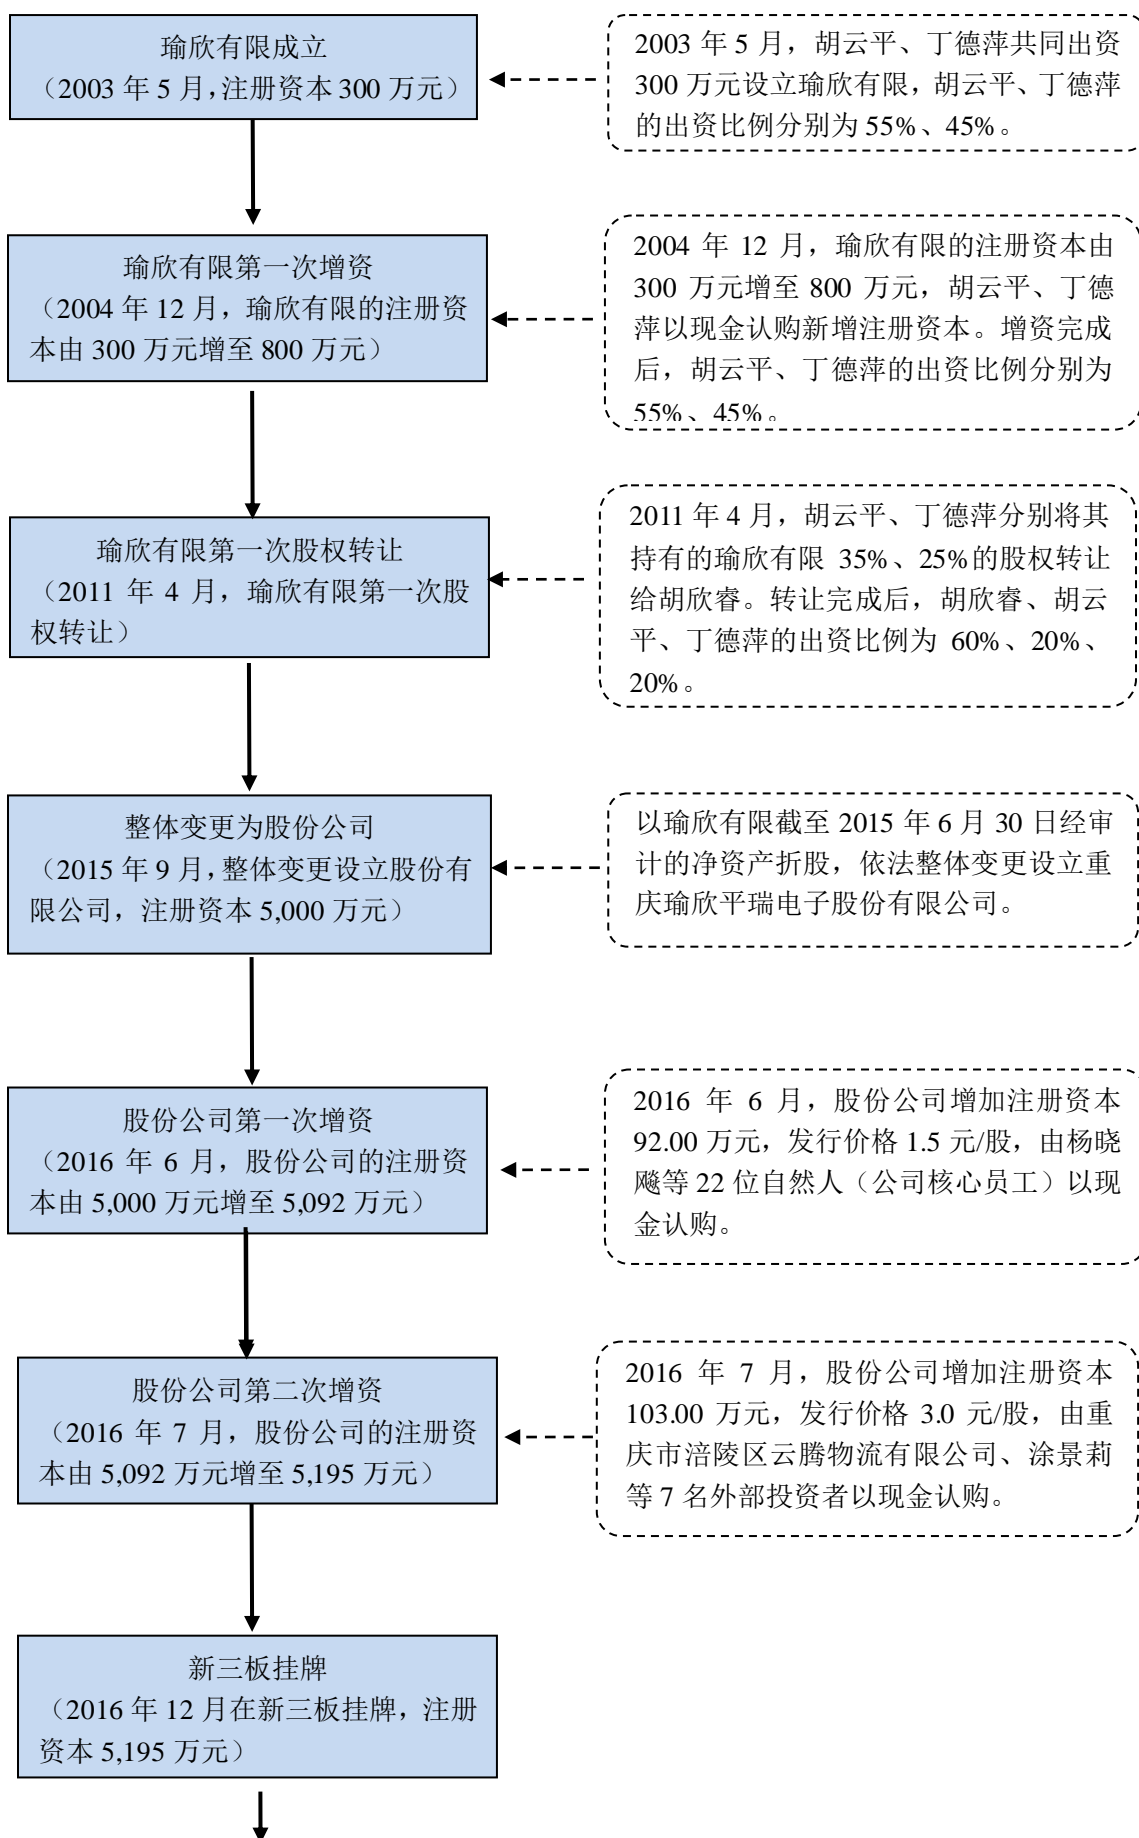 瑜欣有限成立
（2003 年 5 月，注册资本 300 万元）
2003 年 5 月，胡云平、丁德萍共同出资
300 万元设立瑜欣有限，胡云平、丁德萍
的出资比例分别为 55%、45%。
瑜欣有限第一次增资
（2004 年 12 月，瑜欣有限的注册资
本由 300 万元增至 800 万元）
2004 年 12 月，瑜欣有限的注册资本由
300 万元增至 800 万元，胡云平、丁德
萍以现金认购新增注册资本。增资完成
后，胡云平、丁德萍的出资比例分别为
55%、45%。
瑜欣有限第一次股权转让
（2011 年 4 月，瑜欣有限第一次股
权转让）
2011 年 4 月，胡云平、丁德萍分别将其
持有的瑜欣有限 35%、25%的股权转让
给胡欣睿。转让完成后，胡欣睿、胡云
平、丁德萍的出资比例为 60%、20%、
20%。
整体变更为股份公司
（2015 年 9 月，整体变更设立股份有
限公司，注册资本 5,000 万元）
以瑜欣有限截至 2015 年 6 月 30 日经审
计的净资产折股，依法整体变更设立重
庆瑜欣平瑞电子股份有限公司。
股份公司第一次增资
（2016 年 6 月，股份公司的注册资
本由 5,000 万元增至 5,092 万元）
2016 年 6 月，股份公司增加注册资本
92.00 万元，发行价格 1.5 元/股，由杨晓
飚等 22 位自然人（公司核心员工）以现
金认购。
股份公司第二次增资
（2016 年 7 月，股份公司的注册资
本由 5,092 万元增至 5,195 万元）
2016 年 7 月，股份公司增加注册资本
103.00 万元，发行价格 3.0 元/股，由重
庆市涪陵区云腾物流有限公司、涂景莉
等 7 名外部投资者以现金认购。
新三板挂牌
（2016 年 12 月在新三板挂牌，注册
资本 5,195 万元）